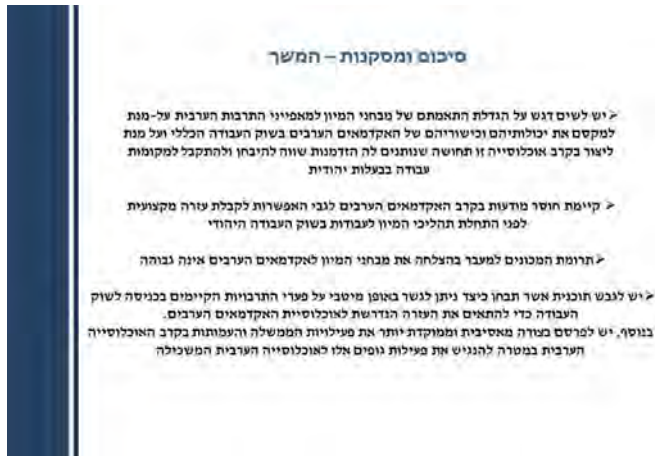 סיכום ומסקנות – המשך
➢יש לשים דגש על הגדלת התאמתם של מבחני המיון למאפייני התרבות הערבית על-מנת
למקסם את יכולותיהם וכישוריהם של האקדמאים הערבים בשוק העבודה הכללי ועל מנת
ליצור בקרב אוכלוסייה זו תחושה שנותנים לה הזדמנות שווה להיבחן ולהתקבל למקומות
עבודה בבעלות יהודית
➢ קיימת חוסר מודעות בקרב האקדמאים הערבים לגבי האפשרות לקבלת עזרה מקצועית
לפני התחלת תהליכי המיון לעבודות בשוק העבודה היהודי
➢תרומת המכונים למעבר בהצלחה את מבחני המיון לאקדמאים הערבים אינה גבוהה
➢יש לגבש תוכנית אשר תבחן כיצד ניתן לגשר באופן מיטבי על פערי התרבויות הקיימים בכניסה לשוק
העבודה כדי להתאים את העזרה הנדרשת לאוכלוסיית האקדמאים הערבים.
בנוסף, יש לפרסם בצורה מאסיבית וממוקדת יותר את פעילויות הממשלה והעמותות בקרב האוכלוסייה
הערבית במטרה להנגיש את פעילות גופים אלו לאוכלוסייה הערבית המשכילה